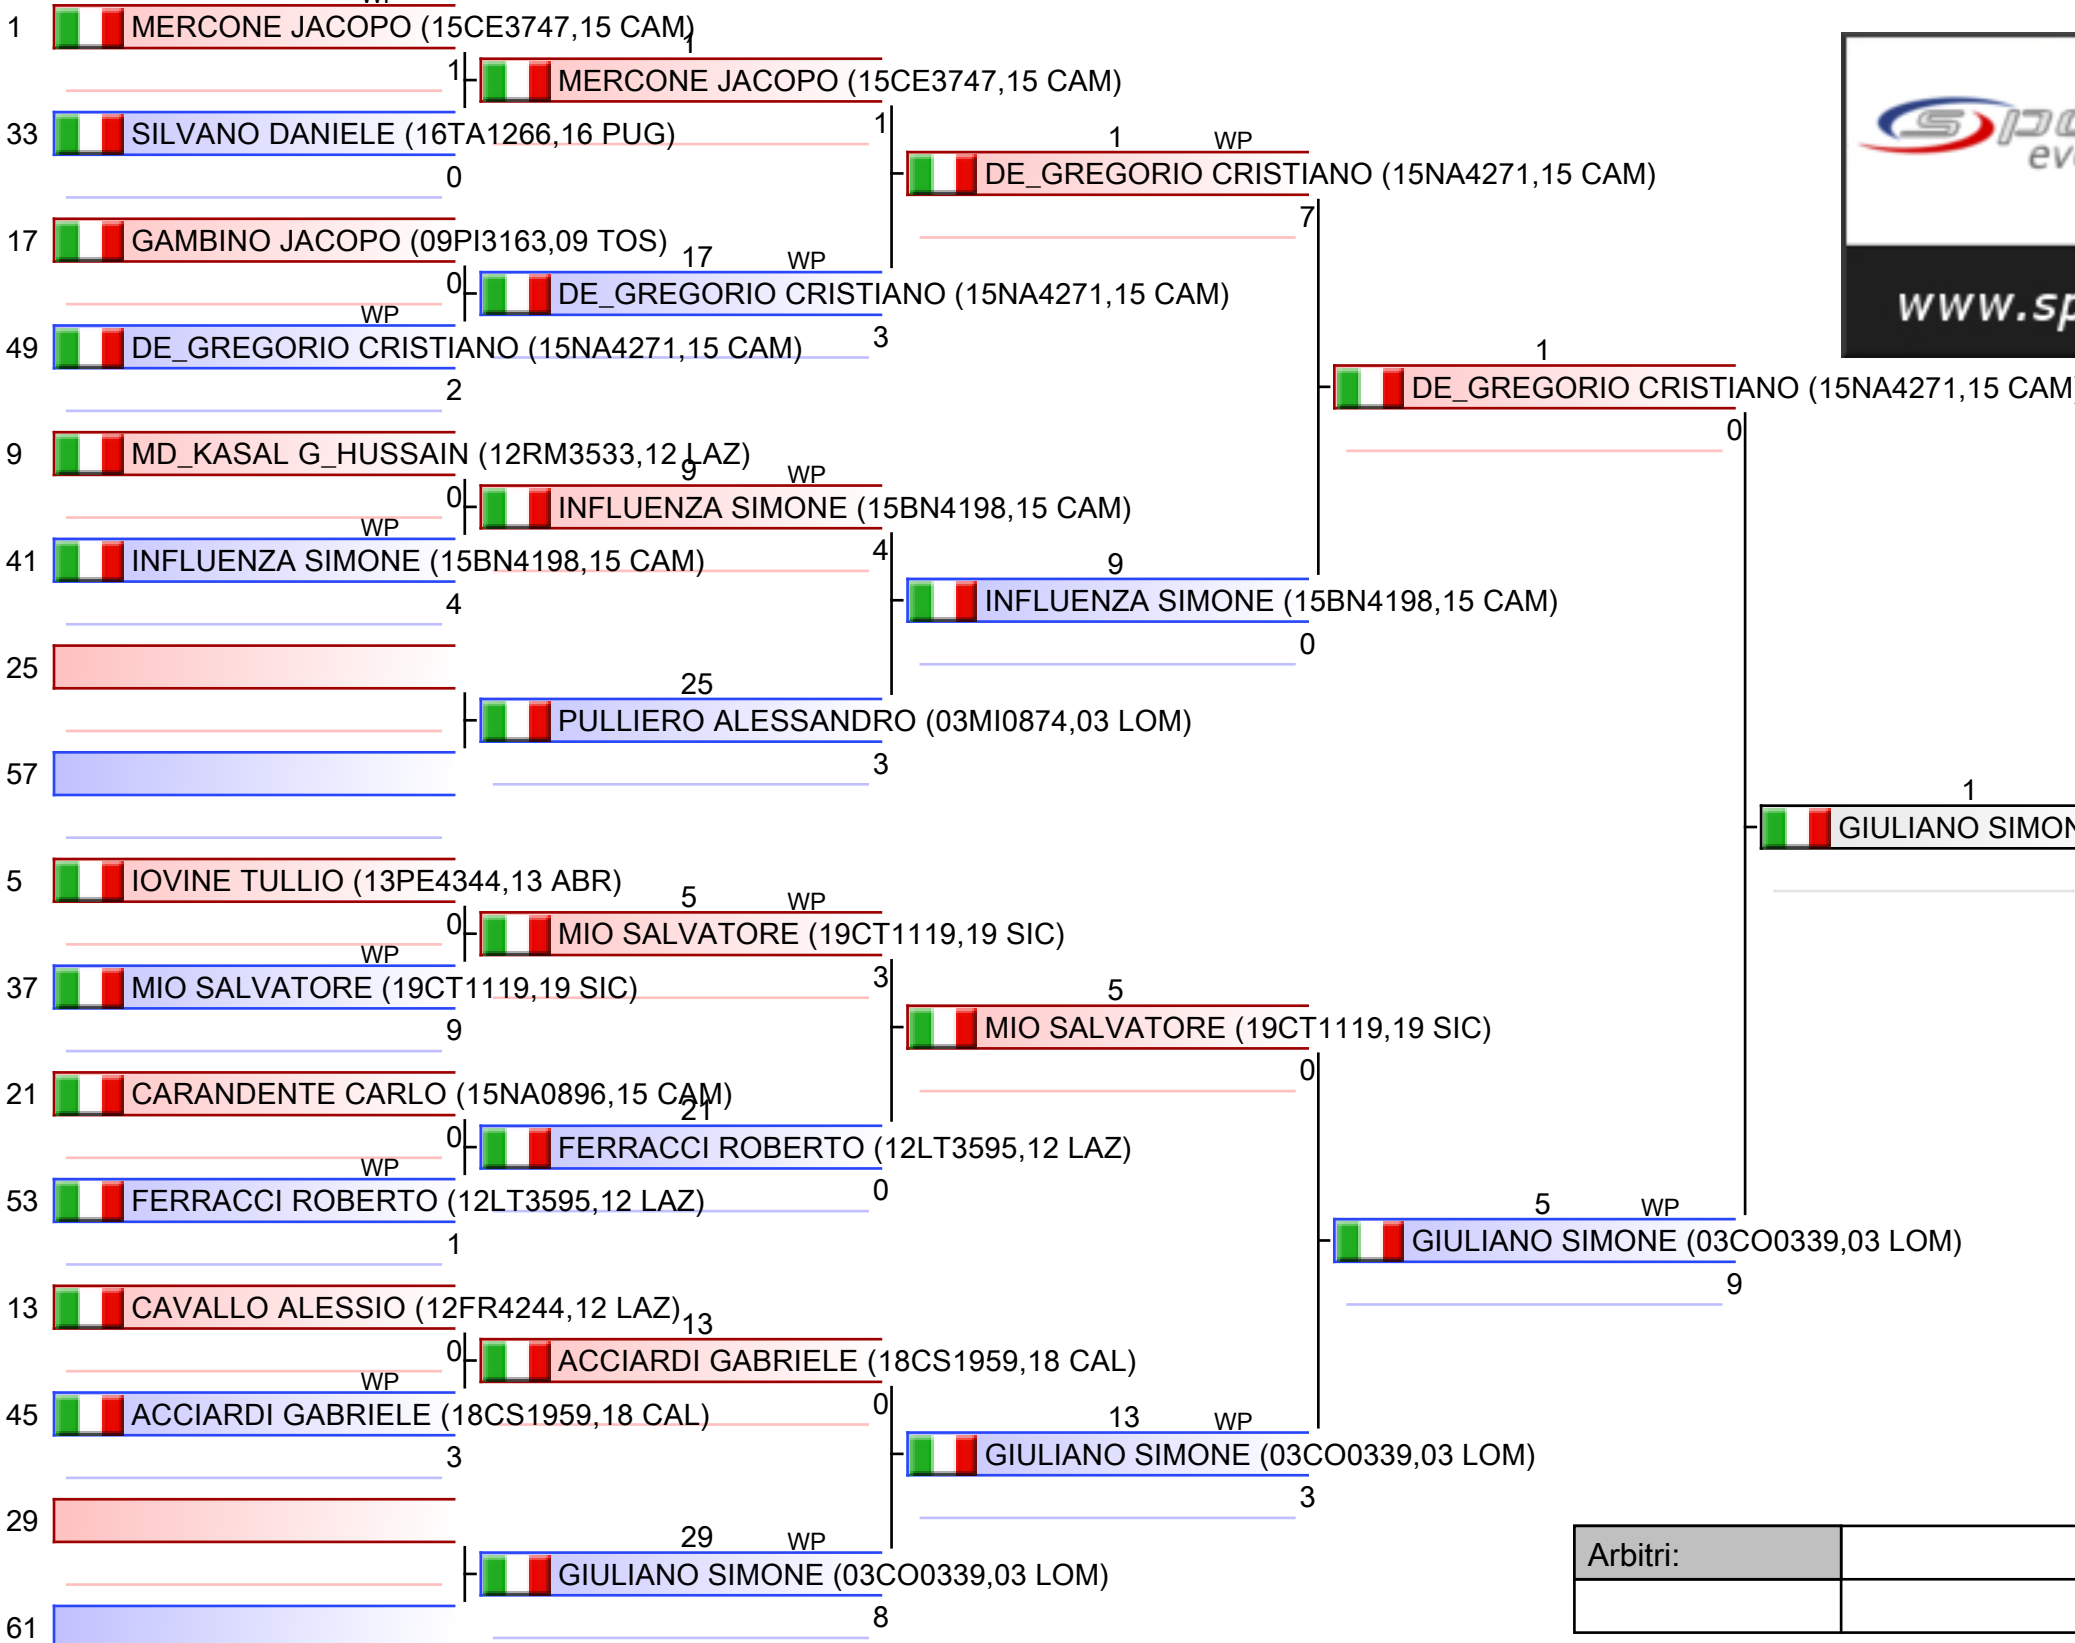 WP
1 MERCONE JACOPO (15CE3747,15 CAM)
1
33 SILVANO DANIELE (16TA1266,16 PUG)
0
17 GAMBINO JACOPO (09PI3163,09 TOS)
0
WP
49 DE_GREGORIO CRISTIANO (15NA4271,15 CAM)
2
9 MD_KASAL G_HUSSAIN (12RM3533,12 LAZ)
0
WP
41 INFLUENZA SIMONE (15BN4198,15 CAM)
4
25
57
5 IOVINE TULLIO (13PE4344,13 ABR)
0
WP
37 MIO SALVATORE (19CT1119,19 SIC)
9
21 CARANDENTE CARLO (15NA0896,15 CAM)
0
WP
53 FERRACCI ROBERTO (12LT3595,12 LAZ)
1
13 CAVALLO ALESSIO (12FR4244,12 LAZ)
0
WP
45 ACCIARDI GABRIELE (18CS1959,18 CAL)
3
29
61
1
MERCONE JACOPO (15CE3747,15 CAM)
1
17 WP
DE_GREGORIO CRISTIANO (15NA4271,15 CAM)
3
9 WP
INFLUENZA SIMONE (15BN4198,15 CAM)
4
25
PULLIERO ALESSANDRO (03MI0874,03 LOM)
3
5 WP
MIO SALVATORE (19CT1119,19 SIC)
3
21
FERRACCI ROBERTO (12LT3595,12 LAZ)
0
13
ACCIARDI GABRIELE (18CS1959,18 CAL)
0
29 WP
GIULIANO SIMONE (03CO0339,03 LOM)
8
1 WP
DE_GREGORIO CRISTIANO (15NA4271,15 CAM)
7
9
INFLUENZA SIMONE (15BN4198,15 CAM)
0
5
MIO SALVATORE (19CT1119,19 SIC)
0
13 WP
GIULIANO SIMONE (03CO0339,03 LOM)
3
1
DE_GREGORIO CRISTIANO (15NA4271,15 CAM)
0
5 WP
GIULIANO SIMONE (03CO0339,03 LOM)
9
1
GIULIANO SIMON
www.sp
Arbitri: